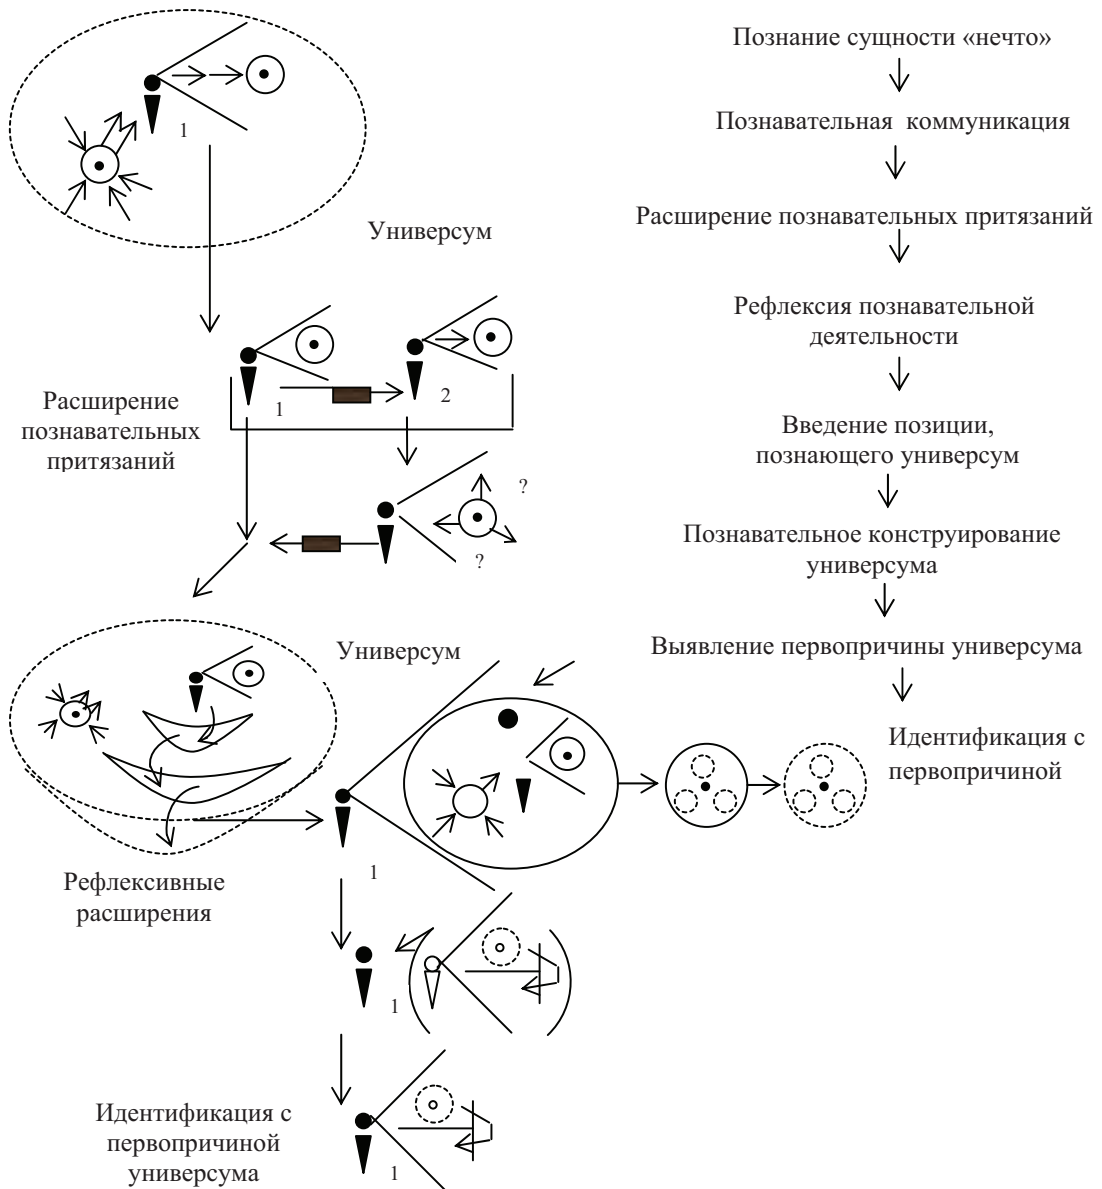 Познание сущности «нечто»
Познавательная коммуникация
Расширение познавательных притязаний
Рефлексия познавательной
деятельности
Введение позиции,
познающего универсум
Познавательное конструирование
универсума
Выявление первопричины универсума
Идентификация с
первопричиной
1
Универсум
1
2
Расширение
познавательных
притязаний
?
?
Универсум
1
Рефлексивные
расширения
1
Идентификация с
первопричиной
универсума
1